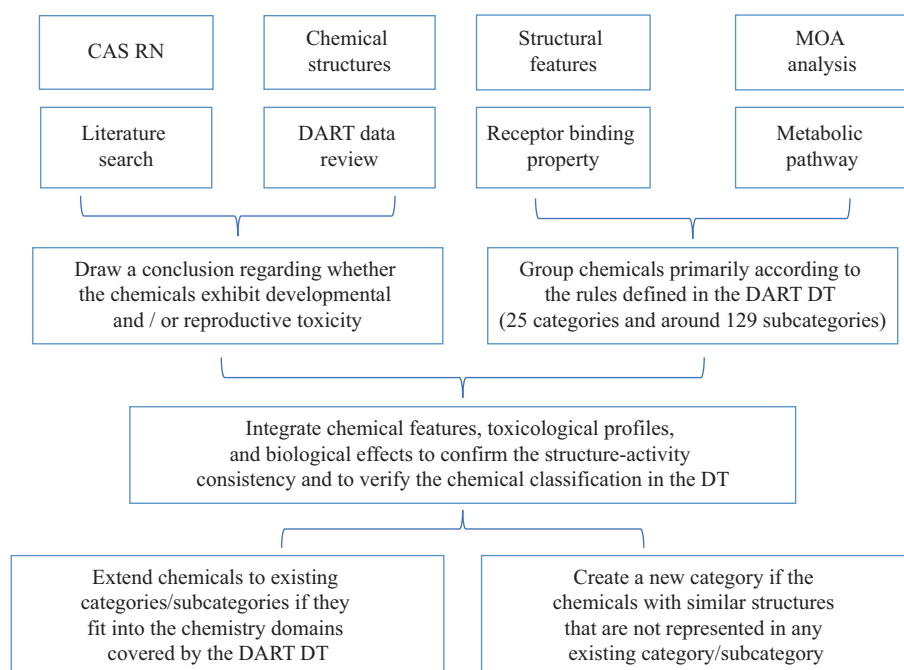 CAS RN
Chemical
structures
Structural
features
MOA
analysis
Literature
search
DART data
review
Receptor binding
property
Metabolic
pathway
Draw a conclusion regarding whether
the chemicals exhibit developmental
and / or reproductive toxicity
Group chemicals primarily according to
the rules defined in the DART DT
(25 categories and around 129 subcategories)
Integrate chemical features, toxicological profiles,
and biological effects to confirm the structure-activity
consistency and to verify the chemical classification in the DT
Extend chemicals to existing
categories/subcategories if they
fit into the chemistry domains
covered by the DART DT
Create a new category if the
chemicals with similar structures
that are not represented in any
existing category/subcategory